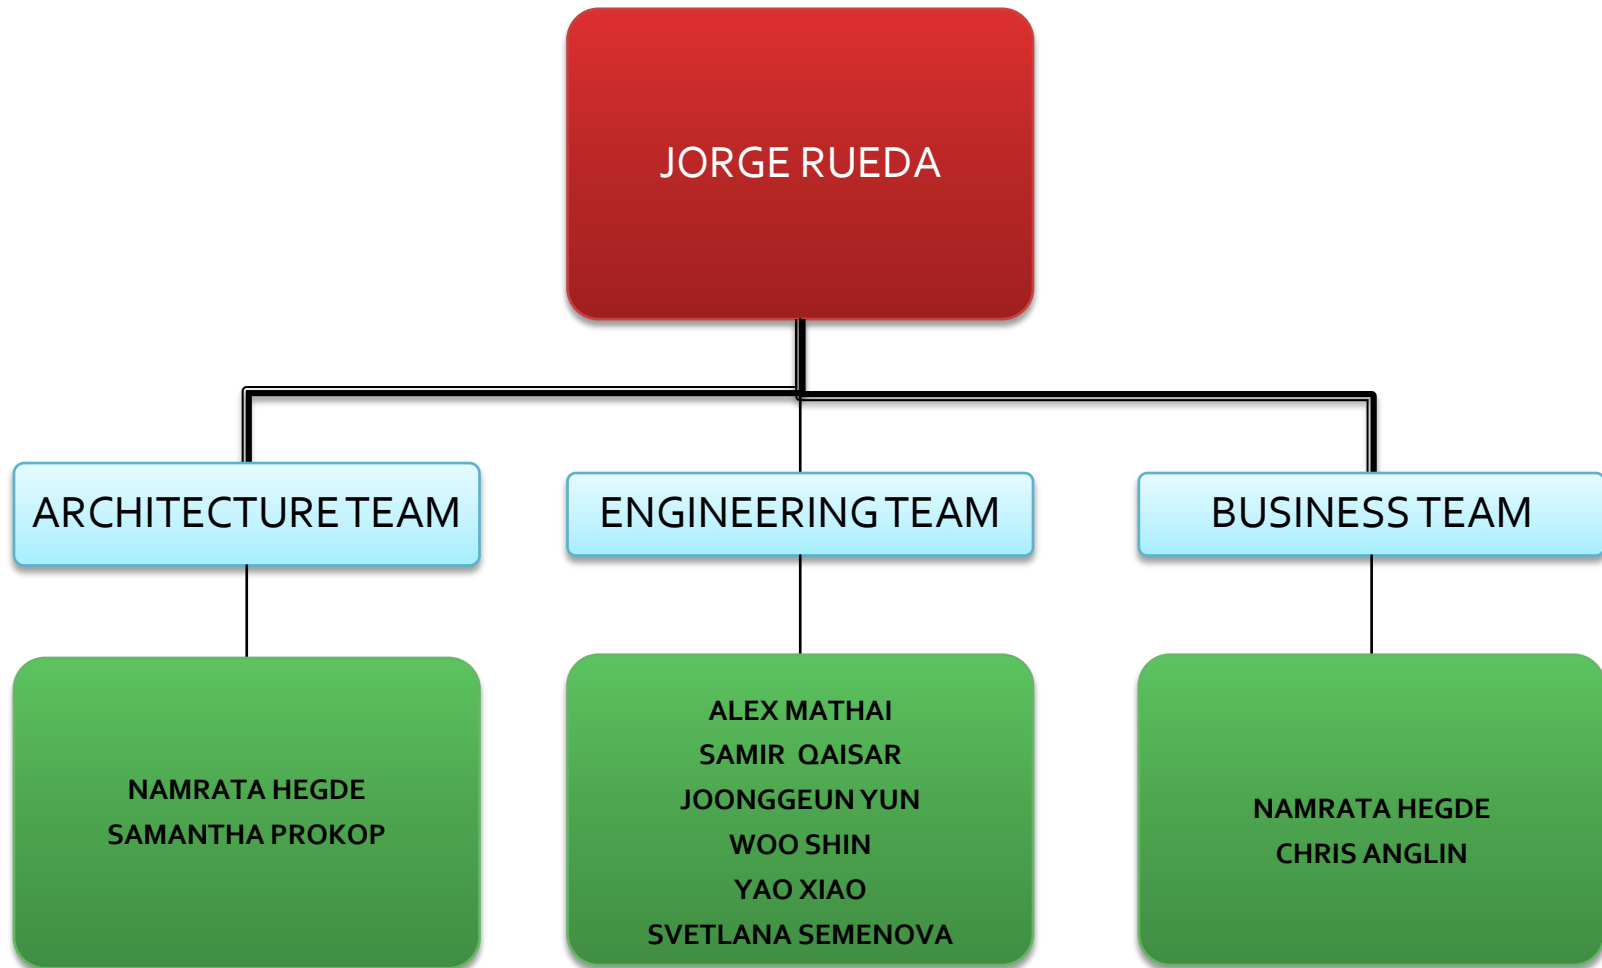 JORGE RUEDA
ARCHITECTURE TEAM
ENGINEERING TEAM
BUSINESS TEAM
NAMRATA HEGDE
SAMANTHA PROKOP
ALEX MATHAI
SAMIR QAISAR
JOONGGEUN YUN
WOO SHIN
YAO XIAO
SVETLANA SEMENOVA
NAMRATA HEGDE
CHRIS ANGLIN